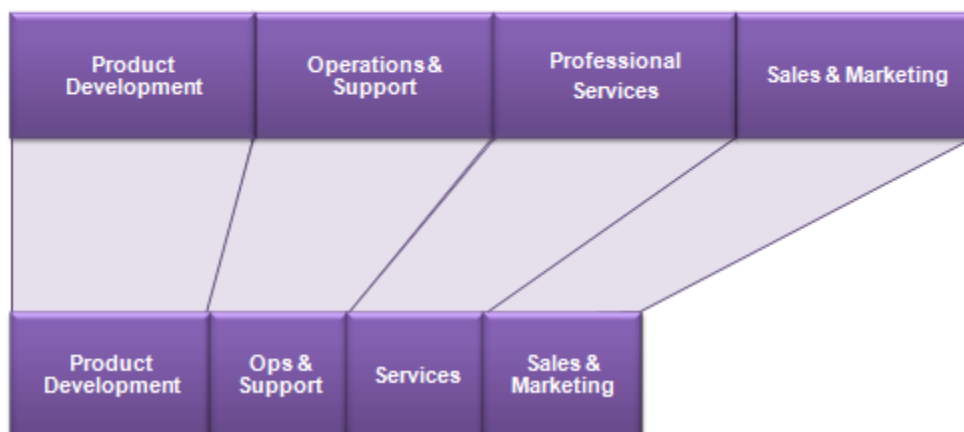 Product
Development
Operations &
Support
Professional
Services
Sales & Marketing
Product
Development
Ops &
Support
Services
Sales &
Marketing